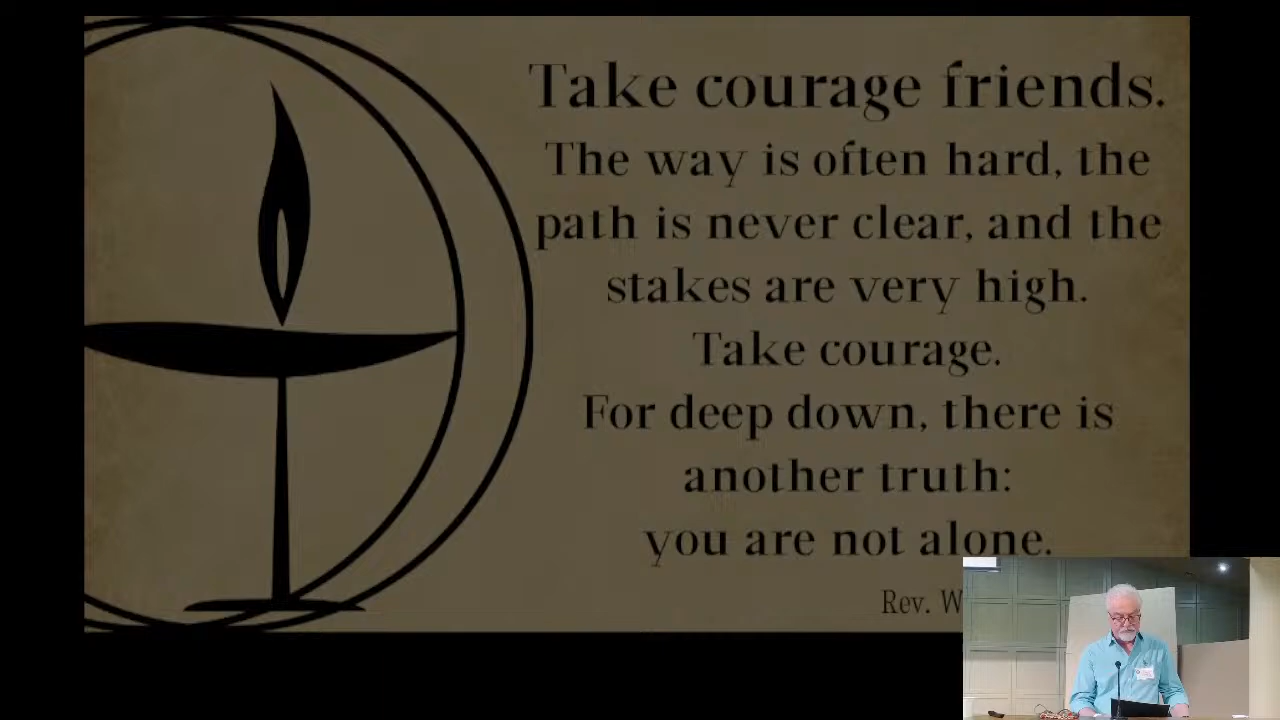 Take courage friends.
The way is often hard, the
path is never clear, and the
stakes are very high.
Take courage.
For deep down, there is
another truth:
you are not alone.
Rev.